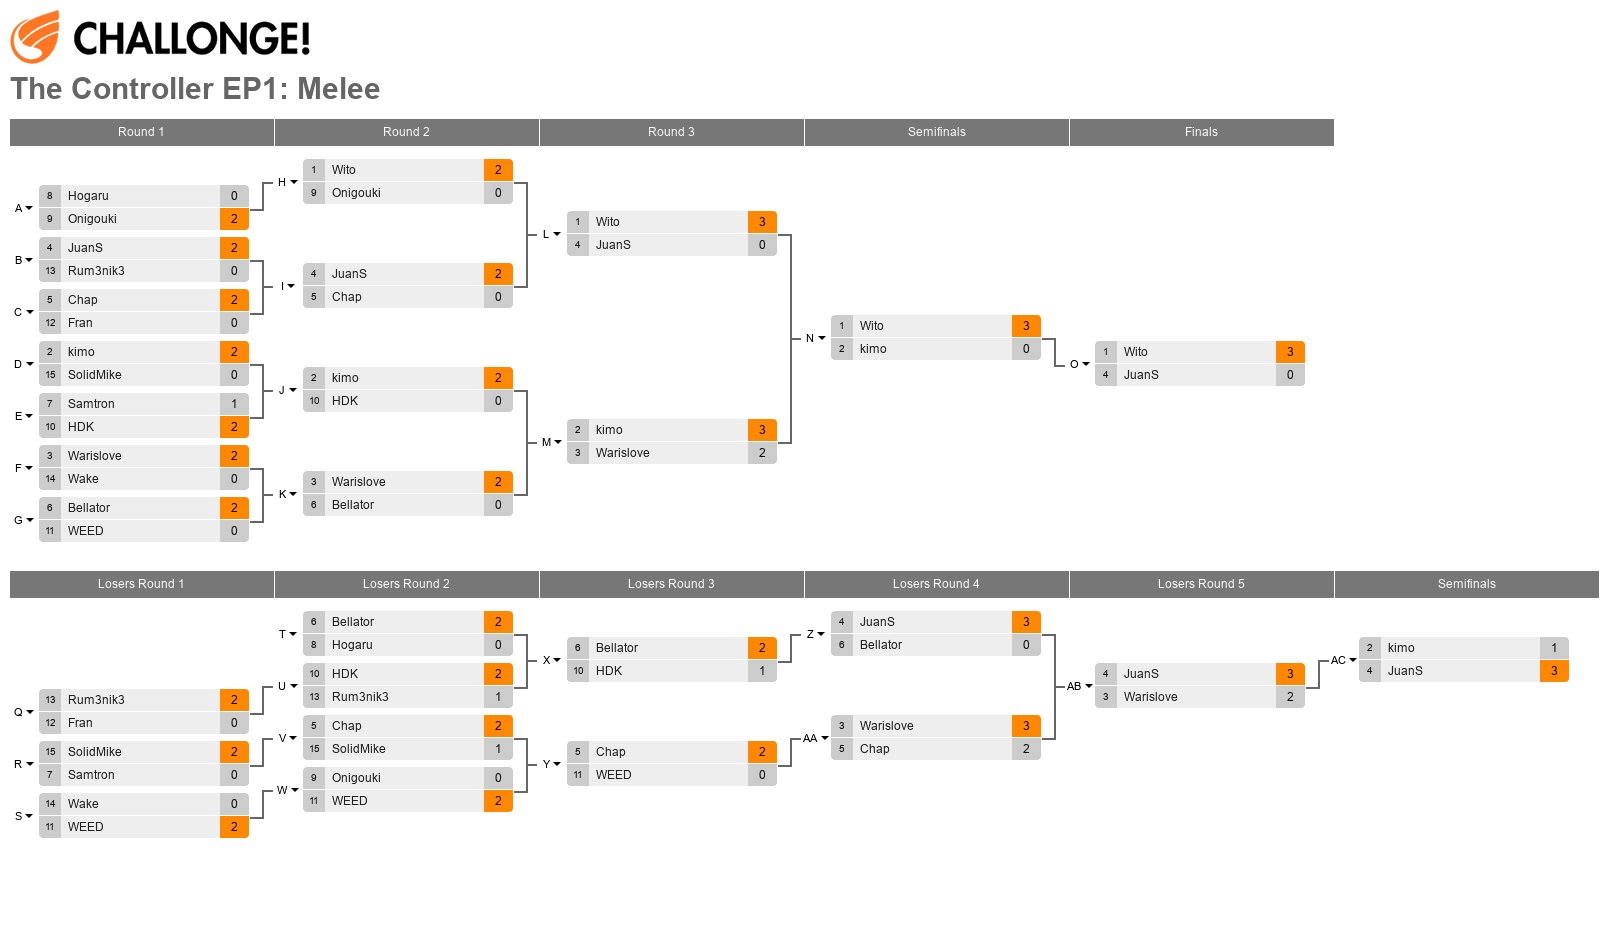 CHALLONGE!
The Controller EP1: Melee
Round 1 Round 2 Round 3 Semifinals Finals
A
8 Hogaru 0
9 Onigouki 2
B
4 JuanS 2
13 Rum3nik3 0
C
5 Chap 2
12 Fran 0
D
2 kimo 2
15 SolidMike 0
E
7 Samtron 1
10 HDK 2
F
3 Warislove 2
14 Wake 0
G
6 Bellator 2
11 WEED 0
H
1 Wito 2
9 Onigouki 0
I
4 JuanS 2
5 Chap 0
J
2 kimo 2
10 HDK 0
K
3 Warislove 2
6 Bellator 0
L
1 Wito 3
4 JuanS 0
M
2 kimo 3
3 Warislove 2
N
1 Wito 3
2 kimo 0
O
1 Wito 3
4 JuanS 0
Losers Round 1 Losers Round 2 Losers Round 3 Losers Round 4 Losers Round 5 Semifinals
Q
13 Rum3nik3 2
12 Fran 0
R
15 SolidMike 2
7 Samtron 0
S
14 Wake 0
11 WEED 2
T
6 Bellator 2
8 Hogaru 0
U
10 HDK 2
13 Rum3nik3 1
V
5 Chap 2
15 SolidMike 1
W
9 Onigouki 0
11 WEED 2
X
6 Bellator 2
10 HDK 1
Y
5 Chap 2
11 WEED 0
Z
4 JuanS 3
6 Bellator 0
AA
3 Warislove 3
5 Chap 2
AB
4 JuanS 3
3 Warislove 2
AC
2 kimo 1
4 JuanS 3